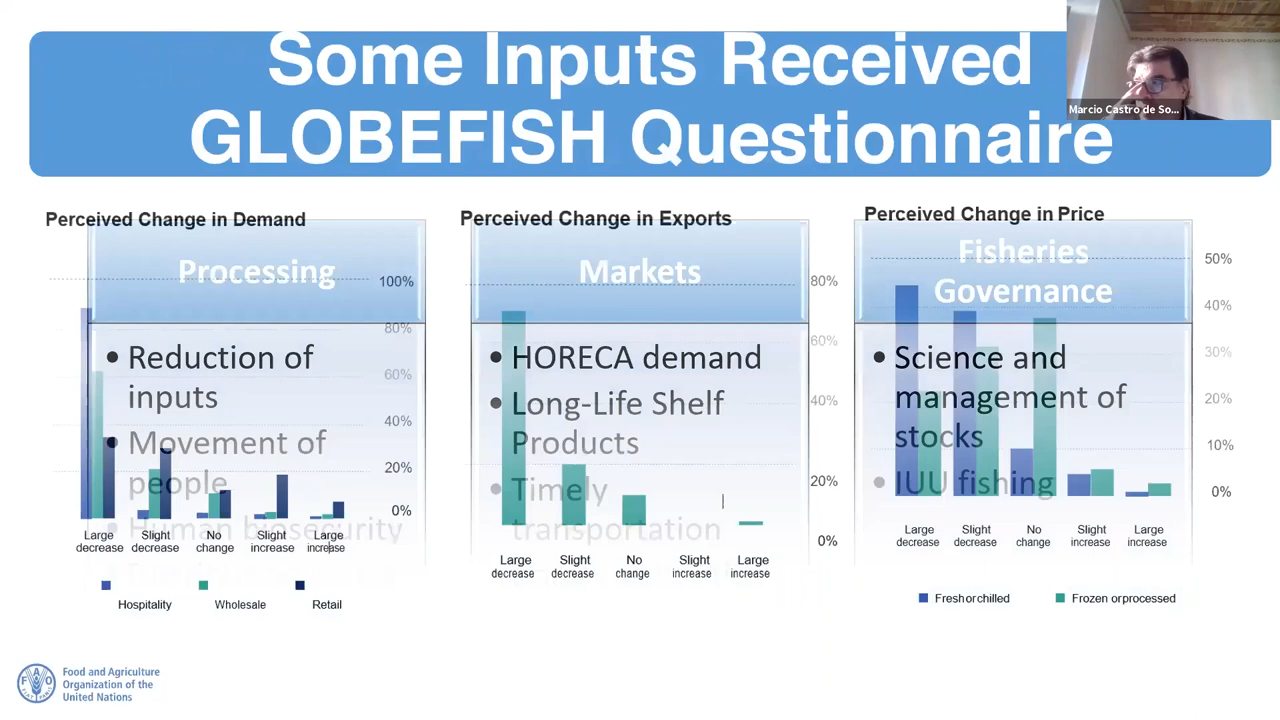 Some Inputs Received
GLOBEFISH Questionnaire
Marcio Castro de So...
Perceived Change in Demand
Processing
100%
80%
60%
40%
20%
0%
• Reduction of
inputs
• Movement of
people
• Human biosecurity
Large
decrease
Slight
decrease
No
change
Slight
increase
Large
increase
Hospitality
Wholesale
Retail
Perceived Change in Exports
Markets
80%
60%
40%
20%
0%
• HORECA demand
• Long-Life Shelf
Products
• Timely
transportation
Large
decrease
Slight
decrease
No
change
Slight
increase
Large
increase
Perceived Change in Price
Fisheries
Governance
50%
40%
30%
20%
10%
0%
• Science and
management of
stocks
• IUU fishing
Large
decrease
Slight
decrease
No
change
Slight
increase
Large
increase
Freshorchilled
Frozen orprocessed
FAO
FIAT PANIS
Food and Agriculture
Organization of the
United Nations